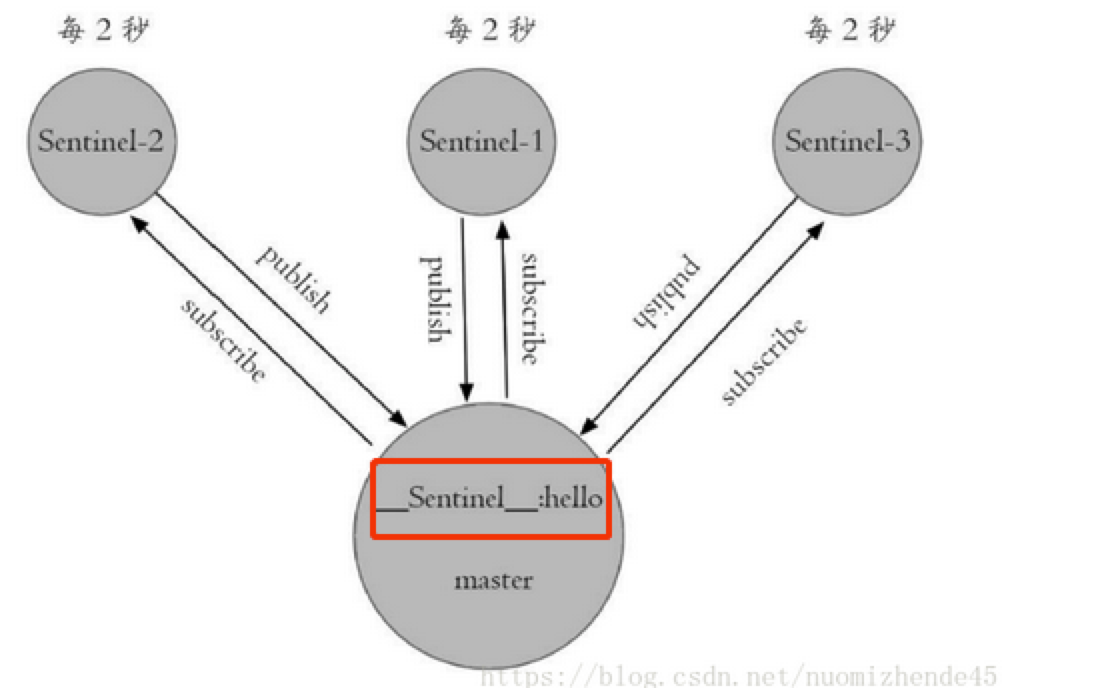 每 2 秒
每 2 秒
每 2 秒
Sentinel-2
Sentinel-1
Sentinel-3
publish
subscribe
publish
subscribe
publish
subscribe
__Sentinel__:hello
master
https://blog.csdn.net/nuomizhende45